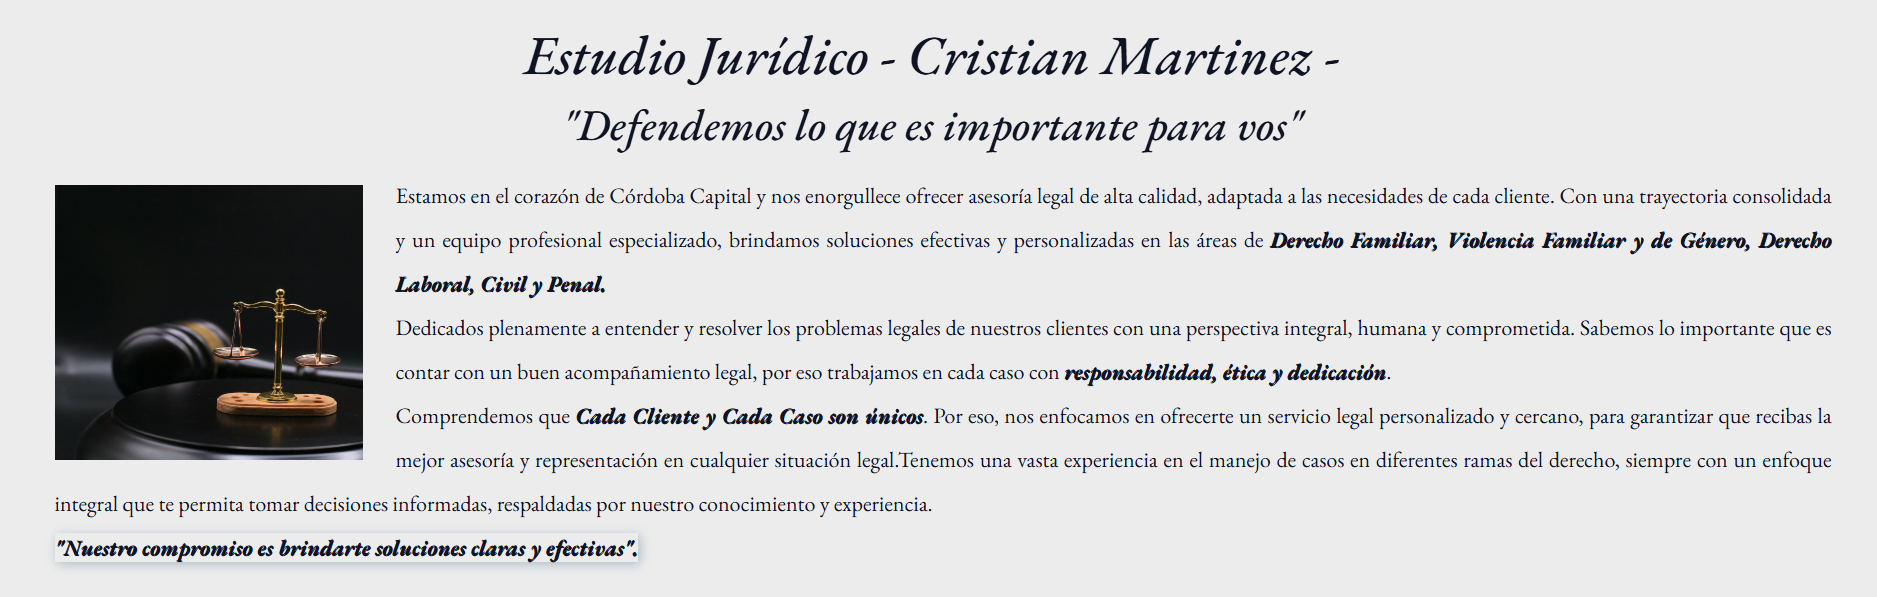 Estudio Jurídico - Cristian Martinez -
"Defendemos lo que es importante para vos"
Estamos en el corazón de Córdoba Capital y nos enorgullece ofrecer asesoría legal de alta calidad, adaptada a las necesidades de cada cliente. Con una trayectoria consolidada
y un equipo profesional especializado, brindamos soluciones efectivas y personalizadas en las áreas de Derecho Familiar, Violencia Familiar y de Género, Derecho
Laboral, Civil y Penal.
Dedicados plenamente a entender y resolver los problemas legales de nuestros clientes con una perspectiva integral, humana y comprometida. Sabemos lo importante que es
contar con un buen acompañamiento legal, por eso trabajamos en cada caso con responsabilidad, ética y dedicación.
Comprendemos que Cada Cliente y Cada Caso son únicos. Por eso, nos enfocamos en ofrecerte un servicio legal personalizado y cercano, para garantizar que recibas la
mejor asesoría y representación en cualquier situación legal.Tenemos una vasta experiencia en el manejo de casos en diferentes ramas del derecho, siempre con un enfoque
integral que te permita tomar decisiones informadas, respaldadas por nuestro conocimiento y experiencia.
"Nuestro compromiso es brindarte soluciones claras y efectivas".